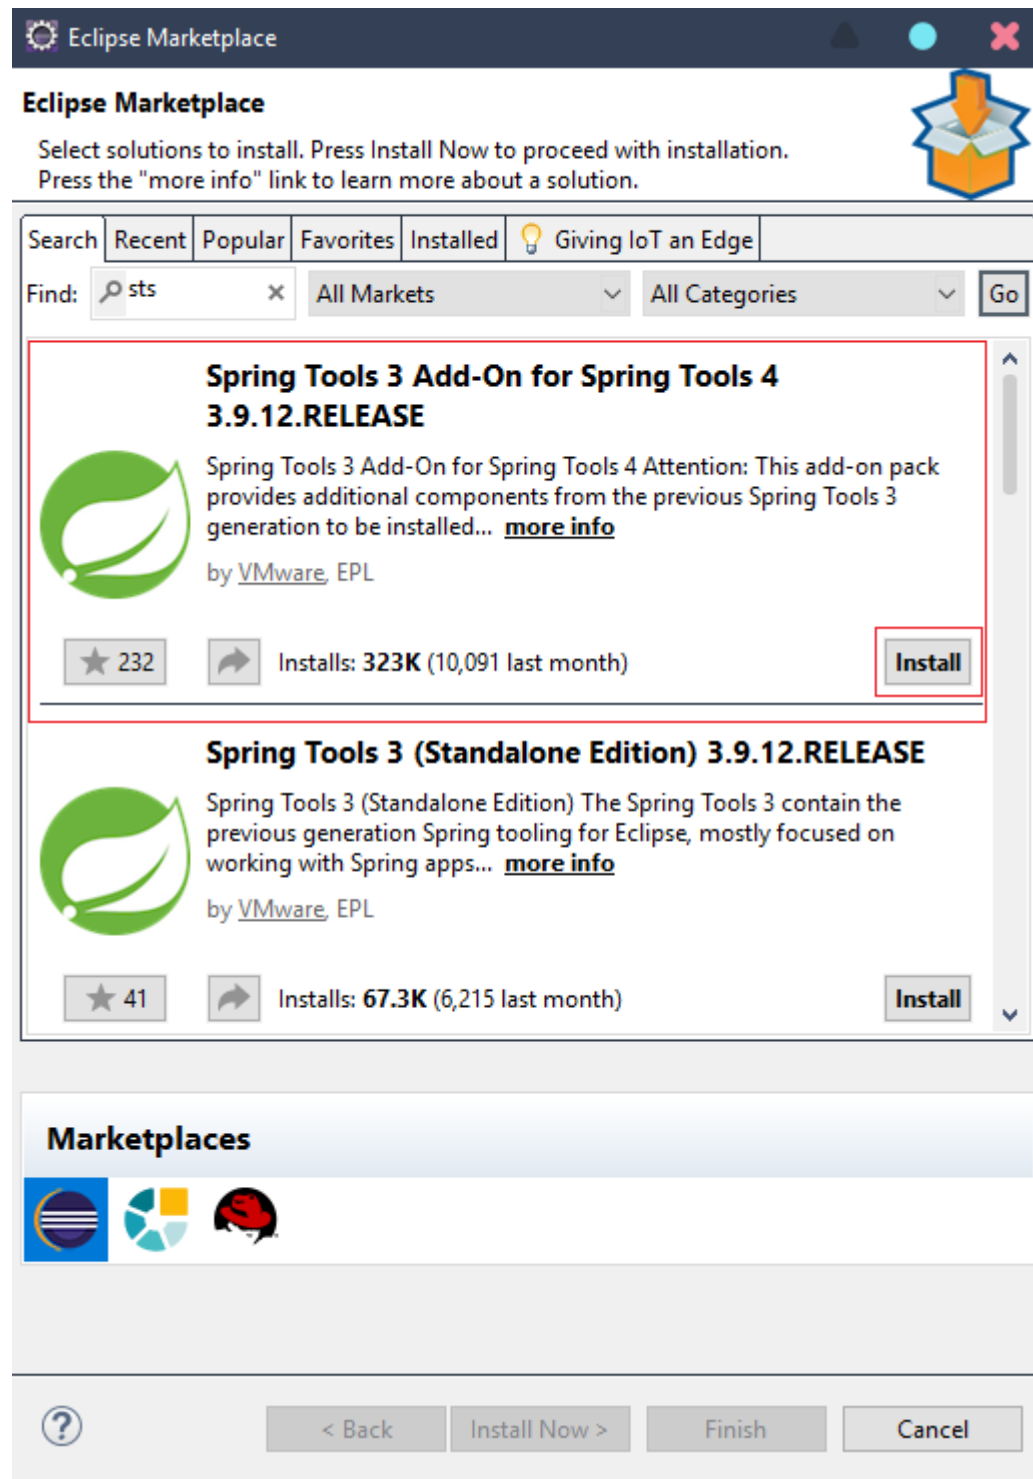 Eclipse Marketplace
Eclipse Marketplace
Select solutions to install. Press Install Now to proceed with installation.
Press the "more info" link to learn more about a solution.
Search Recent Popular Favorites Installed Giving IoT an Edge
Find: sts All Markets All Categories Go
Spring Tools 3 Add-On for Spring Tools 4
3.9.12.RELEASE
Spring Tools 3 Add-On for Spring Tools 4 Attention: This add-on pack
provides additional components from the previous Spring Tools 3
generation to be installed... more info
by VMware, EPL
232 Installs: 323K (10,091 last month) Install
Spring Tools 3 (Standalone Edition) 3.9.12.RELEASE
Spring Tools 3 (Standalone Edition) The Spring Tools 3 contain the
previous generation Spring tooling for Eclipse, mostly focused on
working with Spring apps... more info
by VMware, EPL
41 Installs: 67.3K (6,215 last month) Install
Marketplaces
? < Back Install Now > Finish Cancel